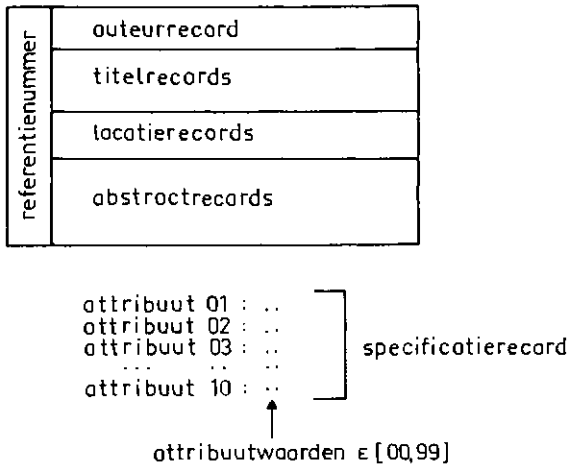 referentienummer
auteurrecord
titelrecords
locatierecords
abstractrecords
attribuut 01 : ..
attribuut 02 : ..
attribuut 03 : ..
... .. ..
attribuut 10 : ..
specificatierecord
attribuutwaarden ε [00,99]